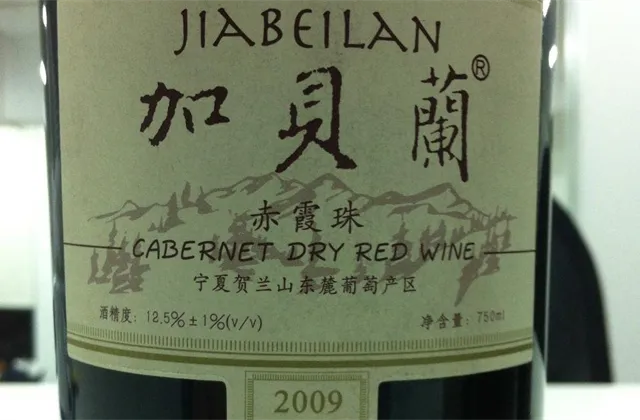 JIABEILAN
加貝蘭®
赤霞珠
CABERNET DRY RED WINE
宁夏贺兰山东麓葡萄产区
酒精度：12.5%±1%(v/v) 净含量：750ml
2009